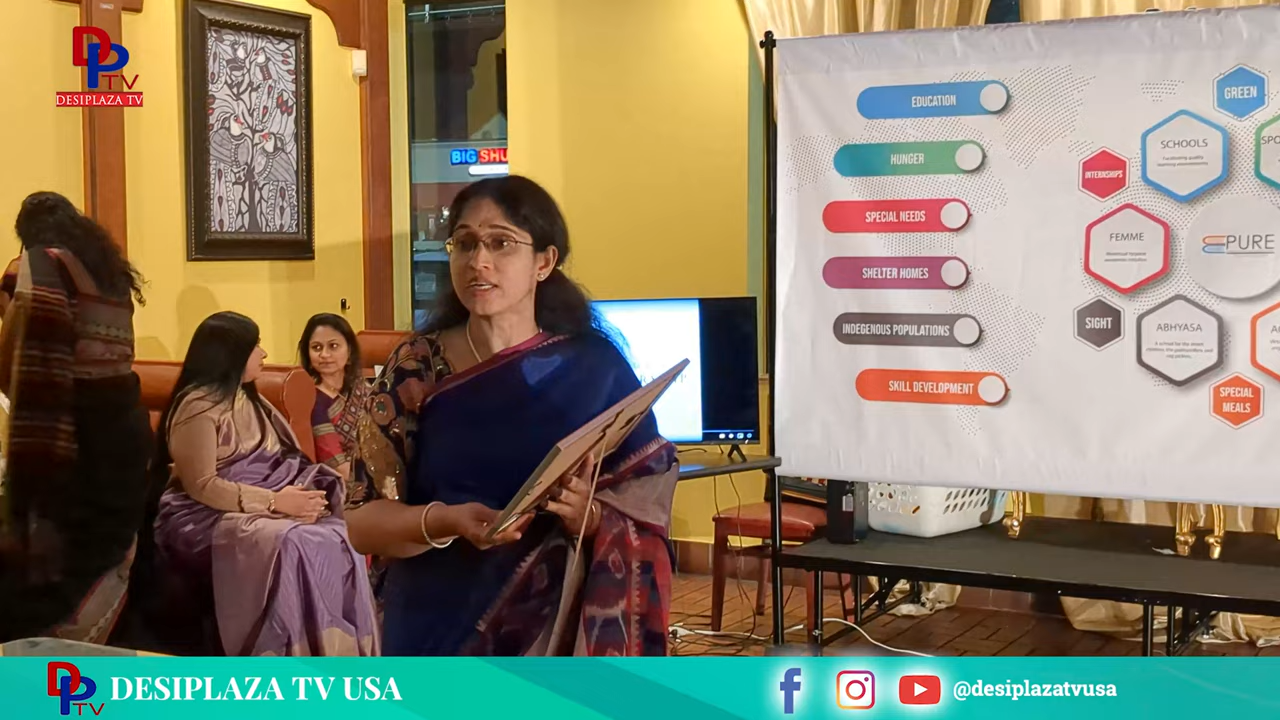 DP
TV
DESIPLAZA TV
BIG SHU
EDUCATION
HUNGER
SPECIAL NEEDS
SHELTER HOMES
INDEGENOUS POPULATIONS
SKILL DEVELOPMENT
GREEN
SCHOOLS
SPO
INTERNSHIPS
FEMME
PURE
SIGHT
ABHYASA
SPECIAL
MEALS
DP
TV
DESIPLAZA TV USA
@desiplazatvusa